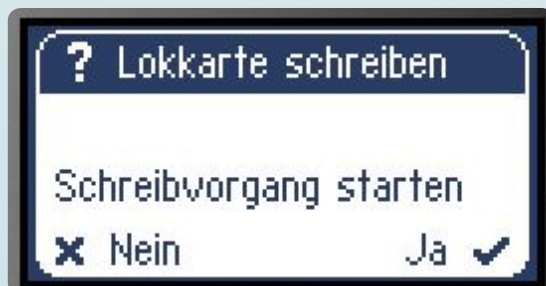 ? Lokkarte schreiben
Schreibvorgang starten
✖ Nein Ja ✔